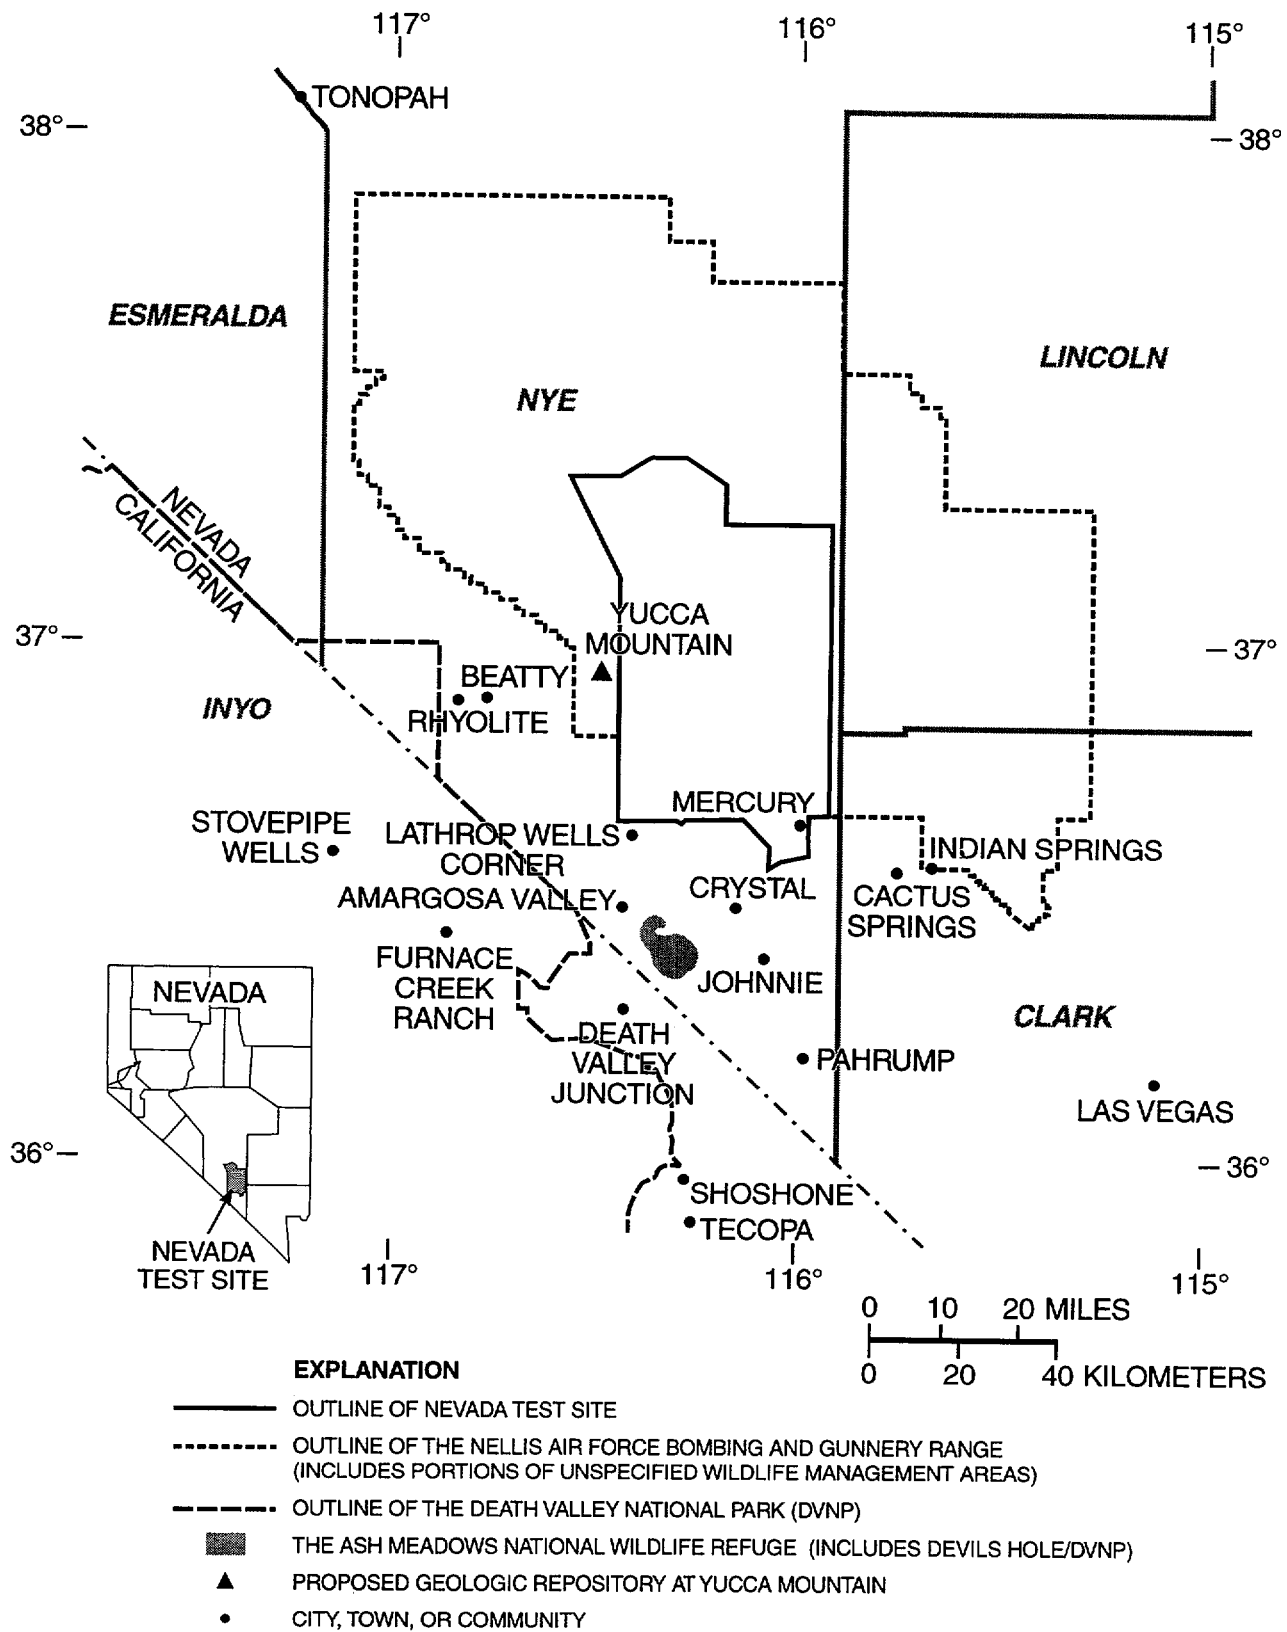 117°
116°
115°
TONOPAH
38°
38°
ESMERALDA
LINCOLN
NYE
NEVADA
CALIFORNIA
YUCCA
MOUNTAIN
37°
37°
BEATTY
RHYOLITE
INYO
MERCURY
STOVEPIPE
WELLS
LATHROP WELLS
CORNER
INDIAN SPRINGS
CRYSTAL
CACTUS
SPRINGS
AMARGOSA VALLEY
FURNACE
CREEK
RANCH
JOHNNIE
NEVADA
CLARK
DEATH
VALLEY
JUNCTION
PAHRUMP
LAS VEGAS
36°
36°
SHOSHONE
TECOPA
NEVADA
TEST SITE
117°
116°
115°
0 10 20 MILES
0 20 40 KILOMETERS
EXPLANATION
OUTLINE OF NEVADA TEST SITE
OUTLINE OF THE NELLIS AIR FORCE BOMBING AND GUNNERY RANGE
(INCLUDES PORTIONS OF UNSPECIFIED WILDLIFE MANAGEMENT AREAS)
OUTLINE OF THE DEATH VALLEY NATIONAL PARK (DVNP)
THE ASH MEADOWS NATIONAL WILDLIFE REFUGE (INCLUDES DEVILS HOLE/DVNP)
PROPOSED GEOLOGIC REPOSITORY AT YUCCA MOUNTAIN
CITY, TOWN, OR COMMUNITY